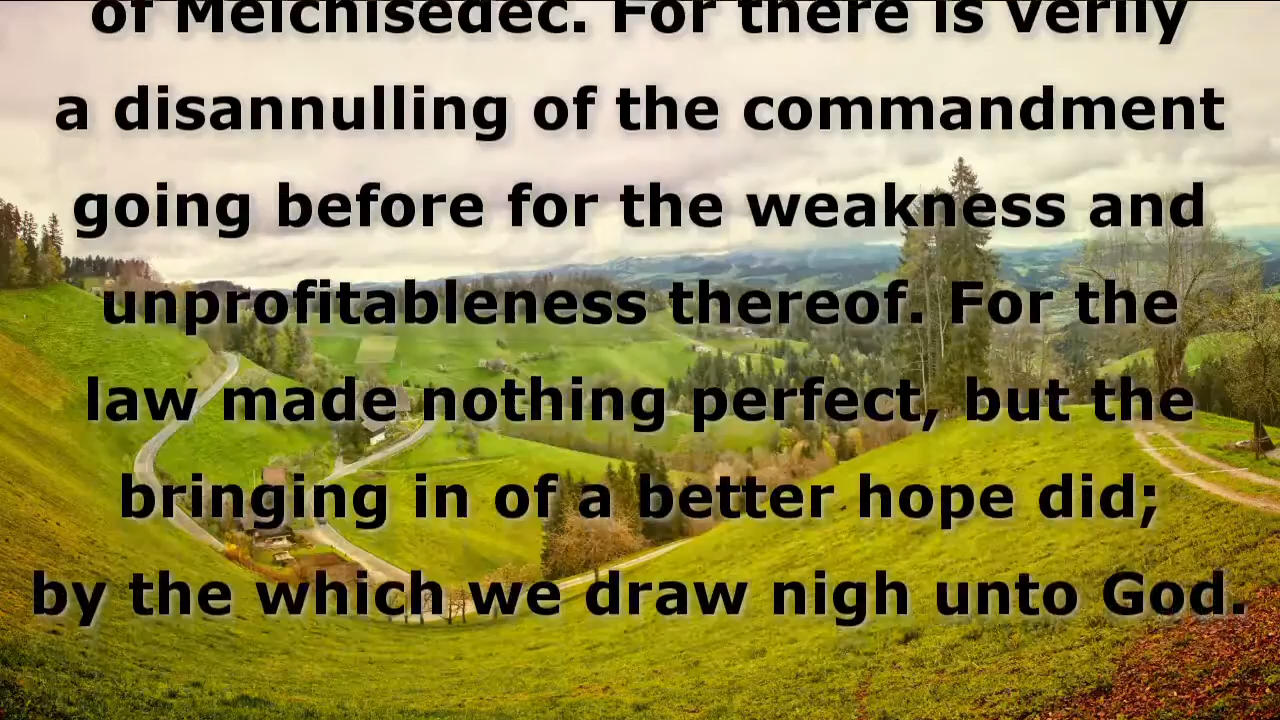 of Melchisedec. For there is verily
a disannulling of the commandment
going before for the weakness and
unprofitableness thereof. For the
law made nothing perfect, but the
bringing in of a better hope did;
by the which we draw nigh unto God.